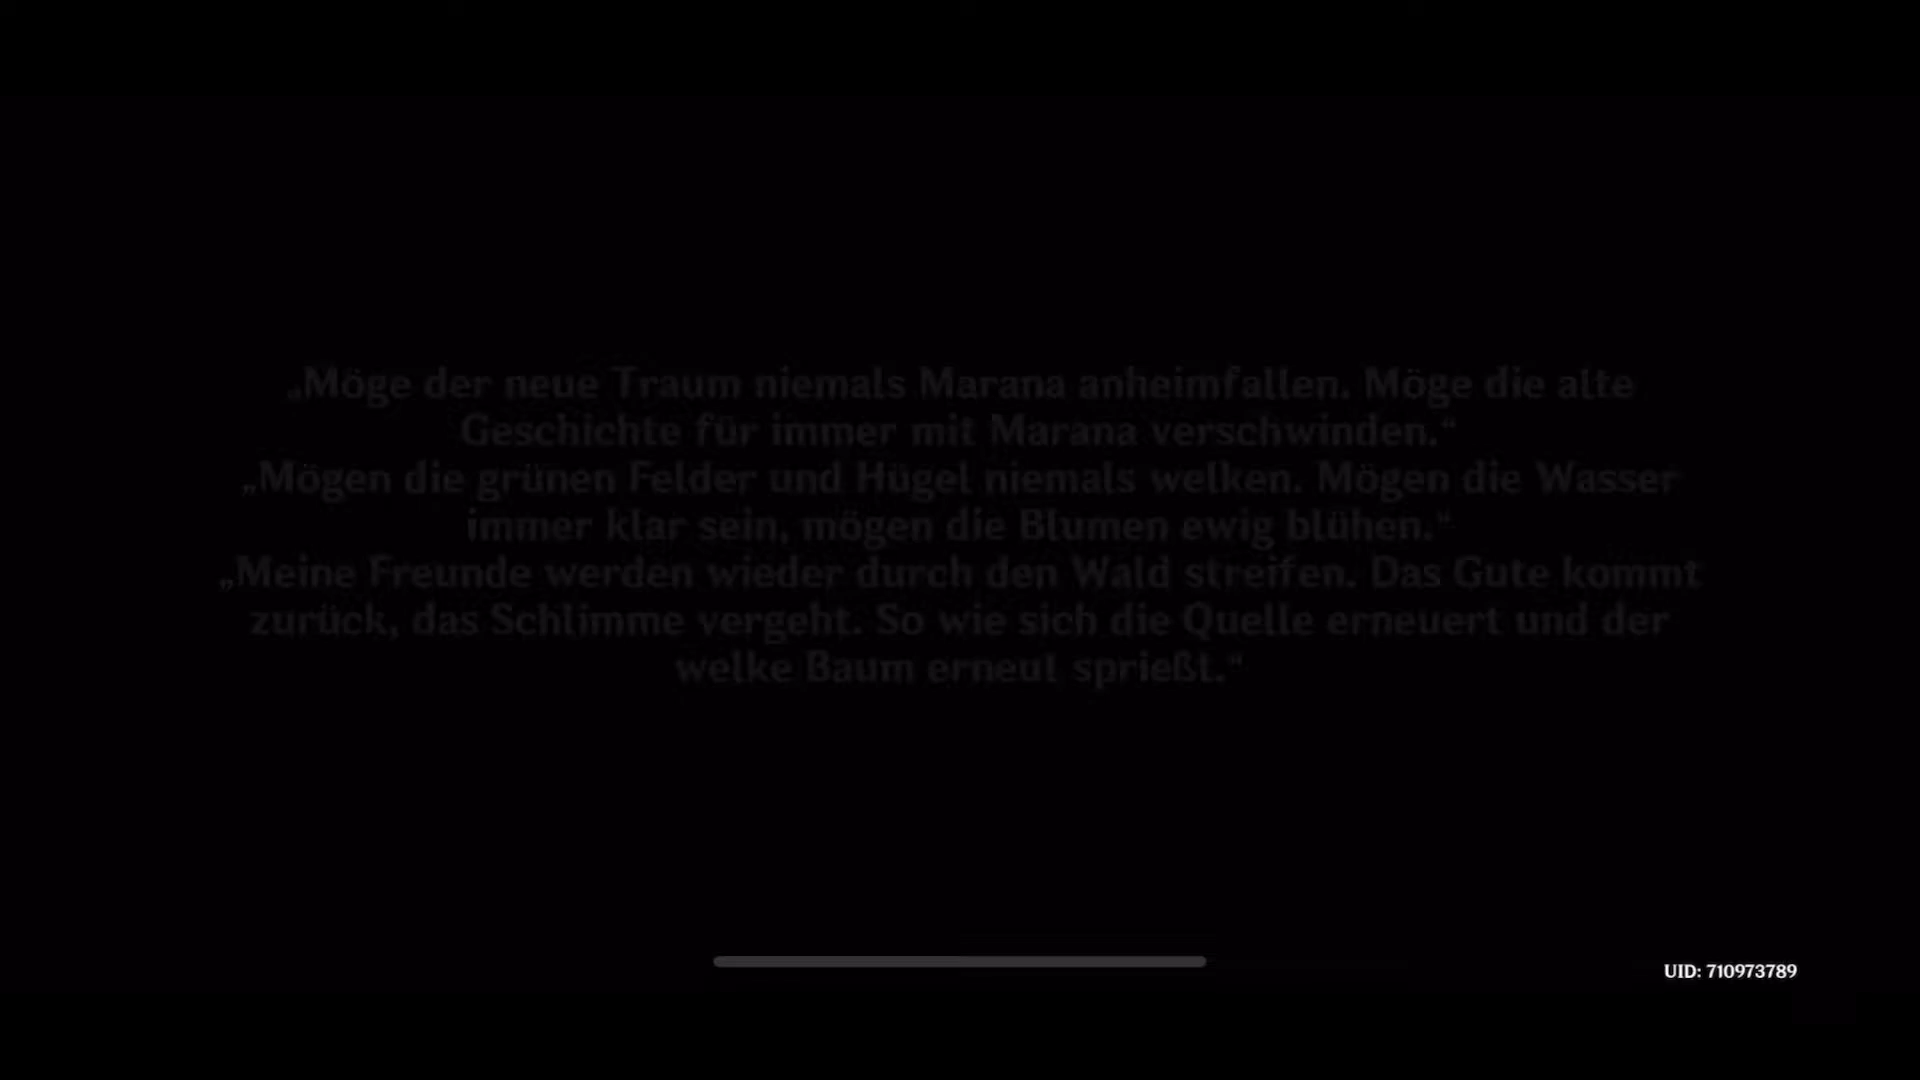 „Möge der neue Traum niemals Marana anheimfallen. Möge die alte
Geschichte für immer mit Marana verschwinden.“
„Mögen die grünen Felder und Hügel niemals welken. Mögen die Wasser
immer klar sein, mögen die Blumen ewig blühen.“
„Meine Freunde werden wieder durch den Wald streifen. Das Gute kommt
zurück, das Schlimme vergeht. So wie sich die Quelle erneuert und der
welke Baum erneut sprießt.“
UID: 710973789